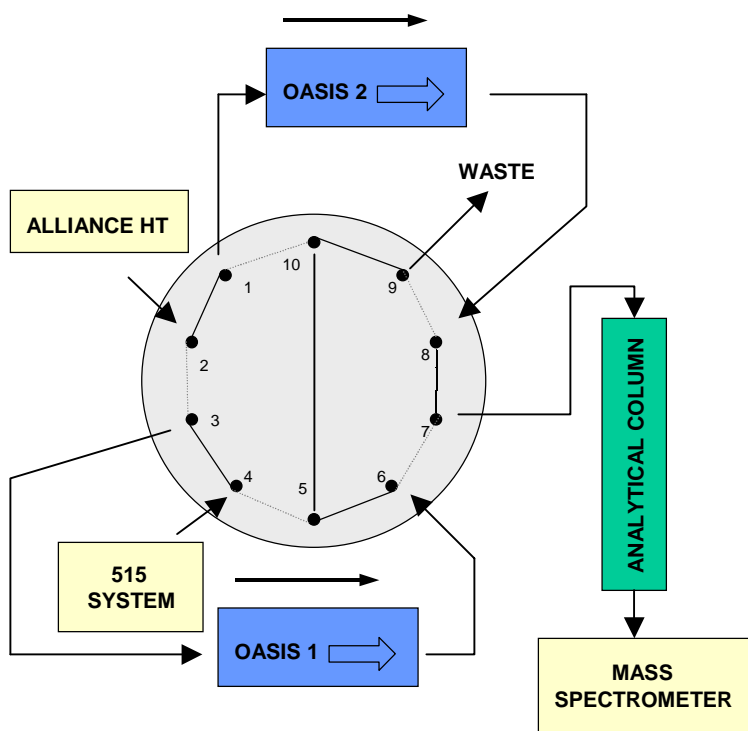 OASIS 2
WASTE
ALLIANCE HT
10
1
9
2
8
3
7
4
5
6
ANALYTICAL COLUMN
515
SYSTEM
OASIS 1
MASS
SPECTROMETER